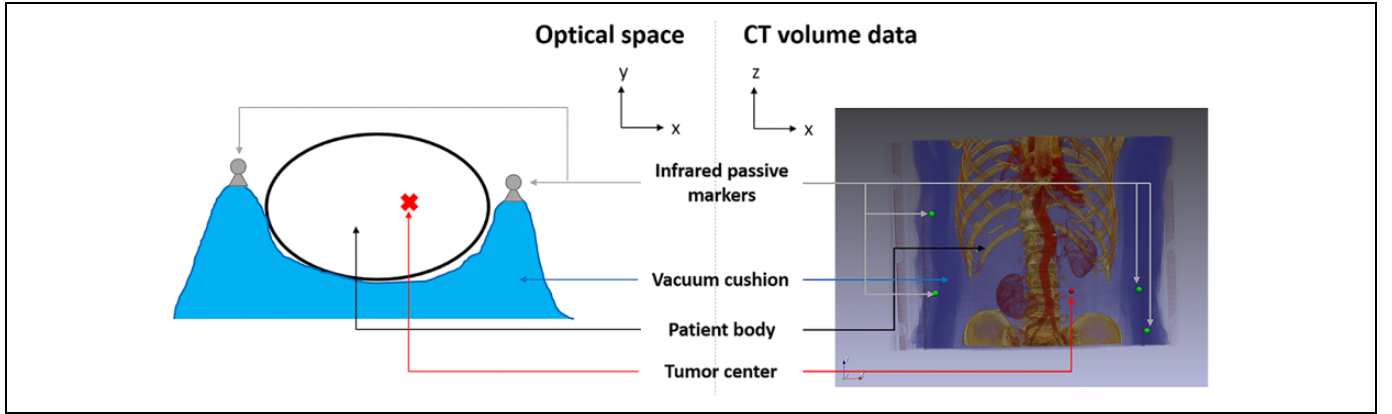 Optical space
CT volume data
y
x
z
x
Infrared passive
markers
Vacuum cushion
Patient body
Tumor center